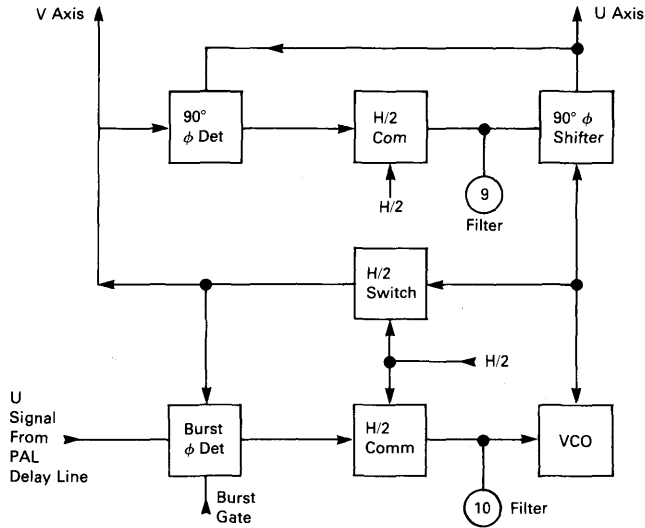 V Axis
U Axis
90°
ϕ Det
H/2
Com
90° ϕ
Shifter
H/2
9
Filter
H/2
Switch
H/2
U
Signal
From
PAL
Delay Line
Burst
ϕ Det
H/2
Comm
VCO
Burst
Gate
10
Filter